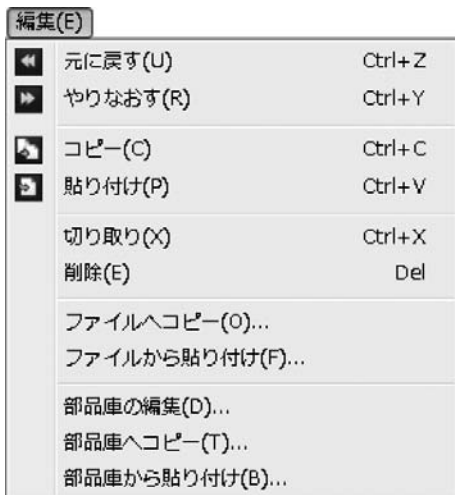 編集(E)
元に戻す(U) Ctrl+Z
やりなおす(R) Ctrl+Y
コピー(C) Ctrl+C
貼り付け(P) Ctrl+V
切り取り(X) Ctrl+X
削除(E) Del
ファイルへコピー(O)...
ファイルから貼り付け(F)...
部品庫の編集(D)...
部品庫へコピー(T)...
部品庫から貼り付け(B)...